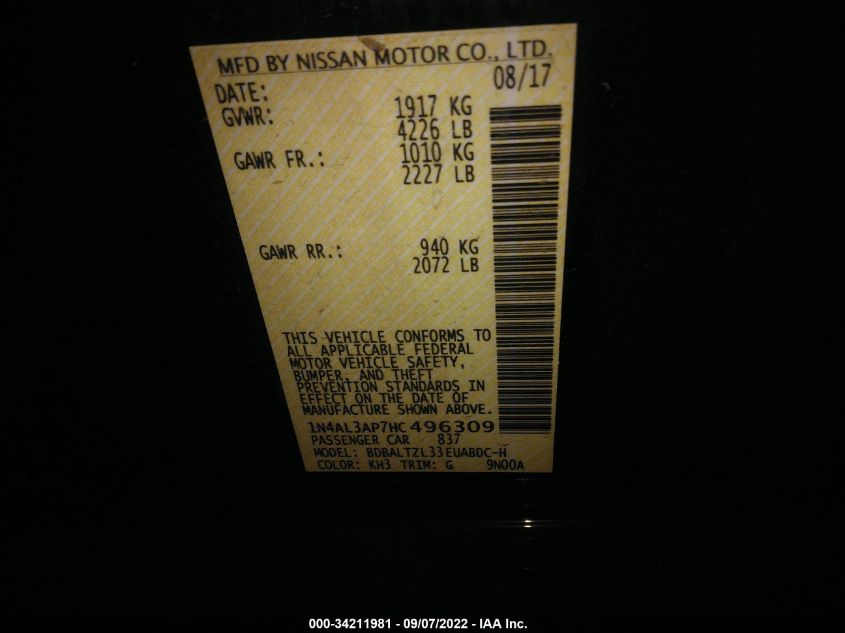 MFD BY NISSAN MOTOR CO., LTD.
DATE: 08/17
GVWR: 1917 KG
4226 LB
GAWR FR.: 1010 KG
2227 LB
GAWR RR.: 940 KG
2072 LB
THIS VEHICLE CONFORMS TO
ALL APPLICABLE FEDERAL
MOTOR VEHICLE SAFETY,
BUMPER, AND THEFT
PREVENTION STANDARDS IN
EFFECT ON THE DATE OF
MANUFACTURE SHOWN ABOVE.
1N4AL3AP7HC496309
PASSENGER CAR 837
MODEL: BDBALTZL33EUABDC-H
COLOR: KH3 TRIM: G 9N00A
000-34211981 - 09/07/2022 - IAA Inc.